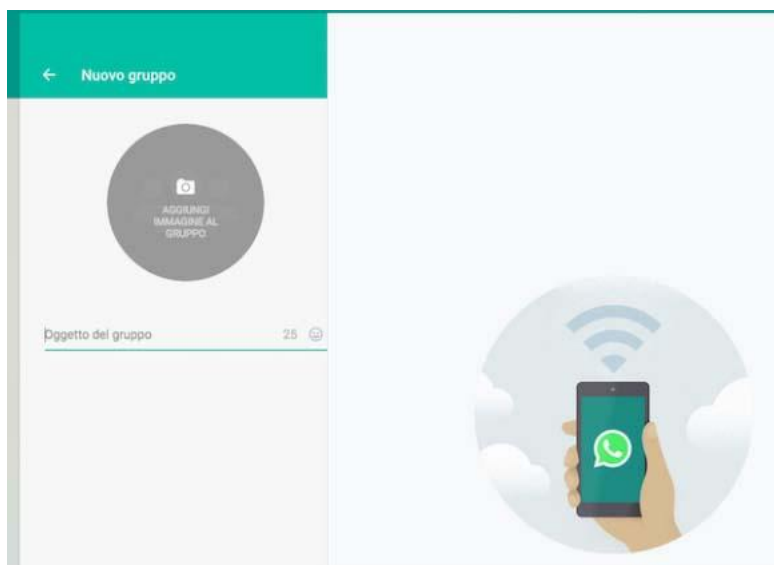 Nuovo gruppo
AGGIUNGI
IMMAGINE AL
GRUPPO
Oggetto del gruppo 25